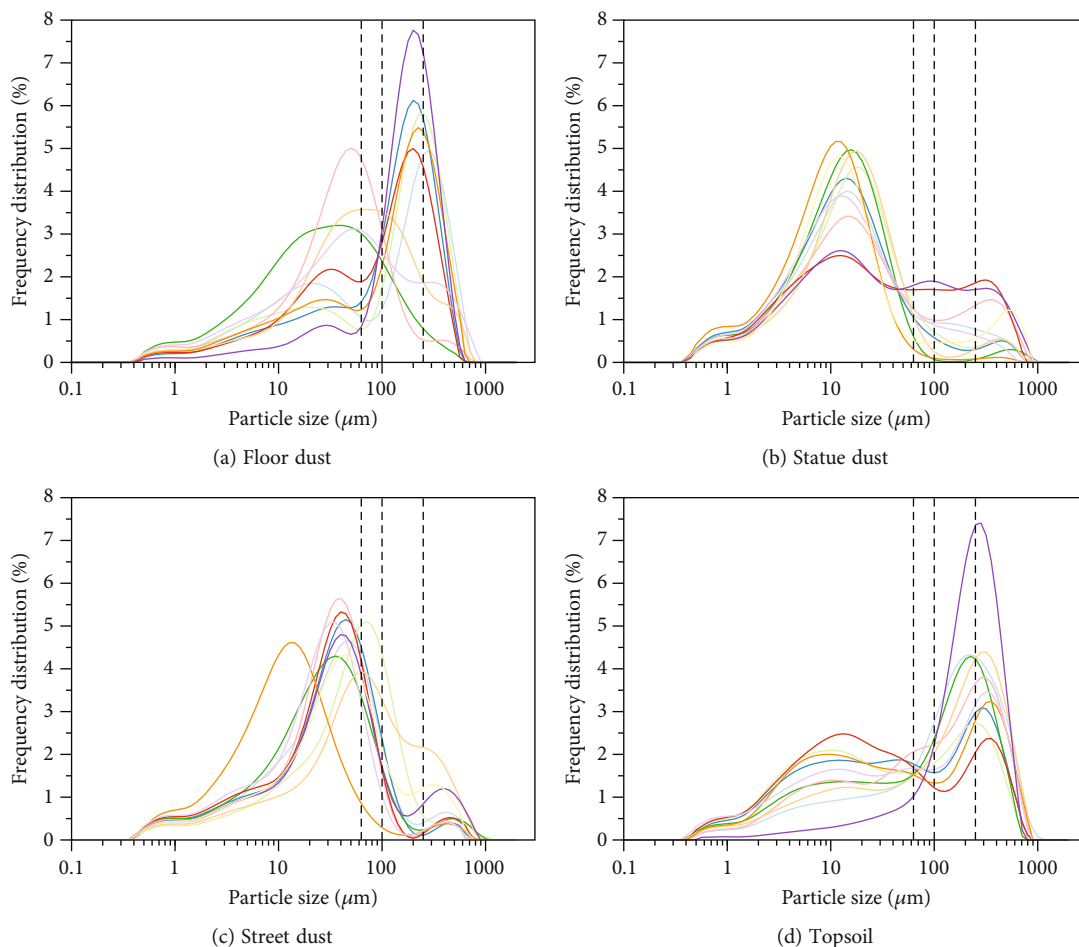 8
7
6
5
4
3
2
1
0
Frequency distribution (%)
0.1 1 10 100 1000
Particle size (µm)
(a) Floor dust
8
7
6
5
4
3
2
1
0
Frequency distribution (%)
0.1 1 10 100 1000
Particle size (µm)
(b) Statue dust
8
7
6
5
4
3
2
1
0
Frequency distribution (%)
0.1 1 10 100 1000
Particle size (µm)
(c) Street dust
8
7
6
5
4
3
2
1
0
Frequency distribution (%)
0.1 1 10 100 1000
Particle size (µm)
(d) Topsoil